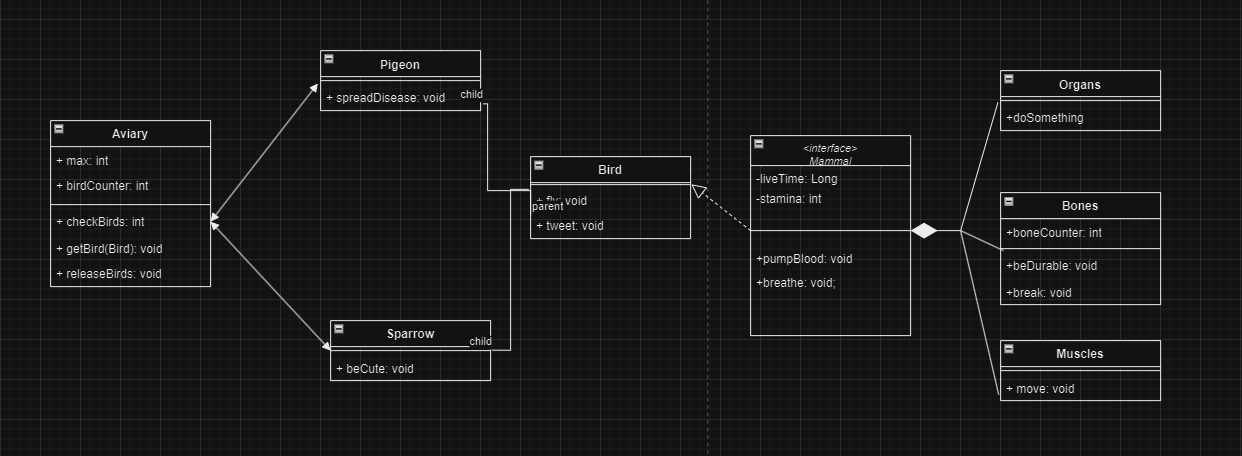 Pigeon
+ spreadDisease: void
child
Aviary
+ max: int
+ birdCounter: int
+ checkBirds: int
+ getBird(Bird): void
+ releaseBirds: void
Sparrow
child
+ beCute: void
Bird
+ fly: void
parent
+ tweet: void
<interface>
Mammal
-liveTime: Long
-stamina: int
+pumpBlood: void
+breathe: void;
Organs
+doSomething
Bones
+boneCounter: int
+beDurable: void
+break: void
Muscles
+ move: void